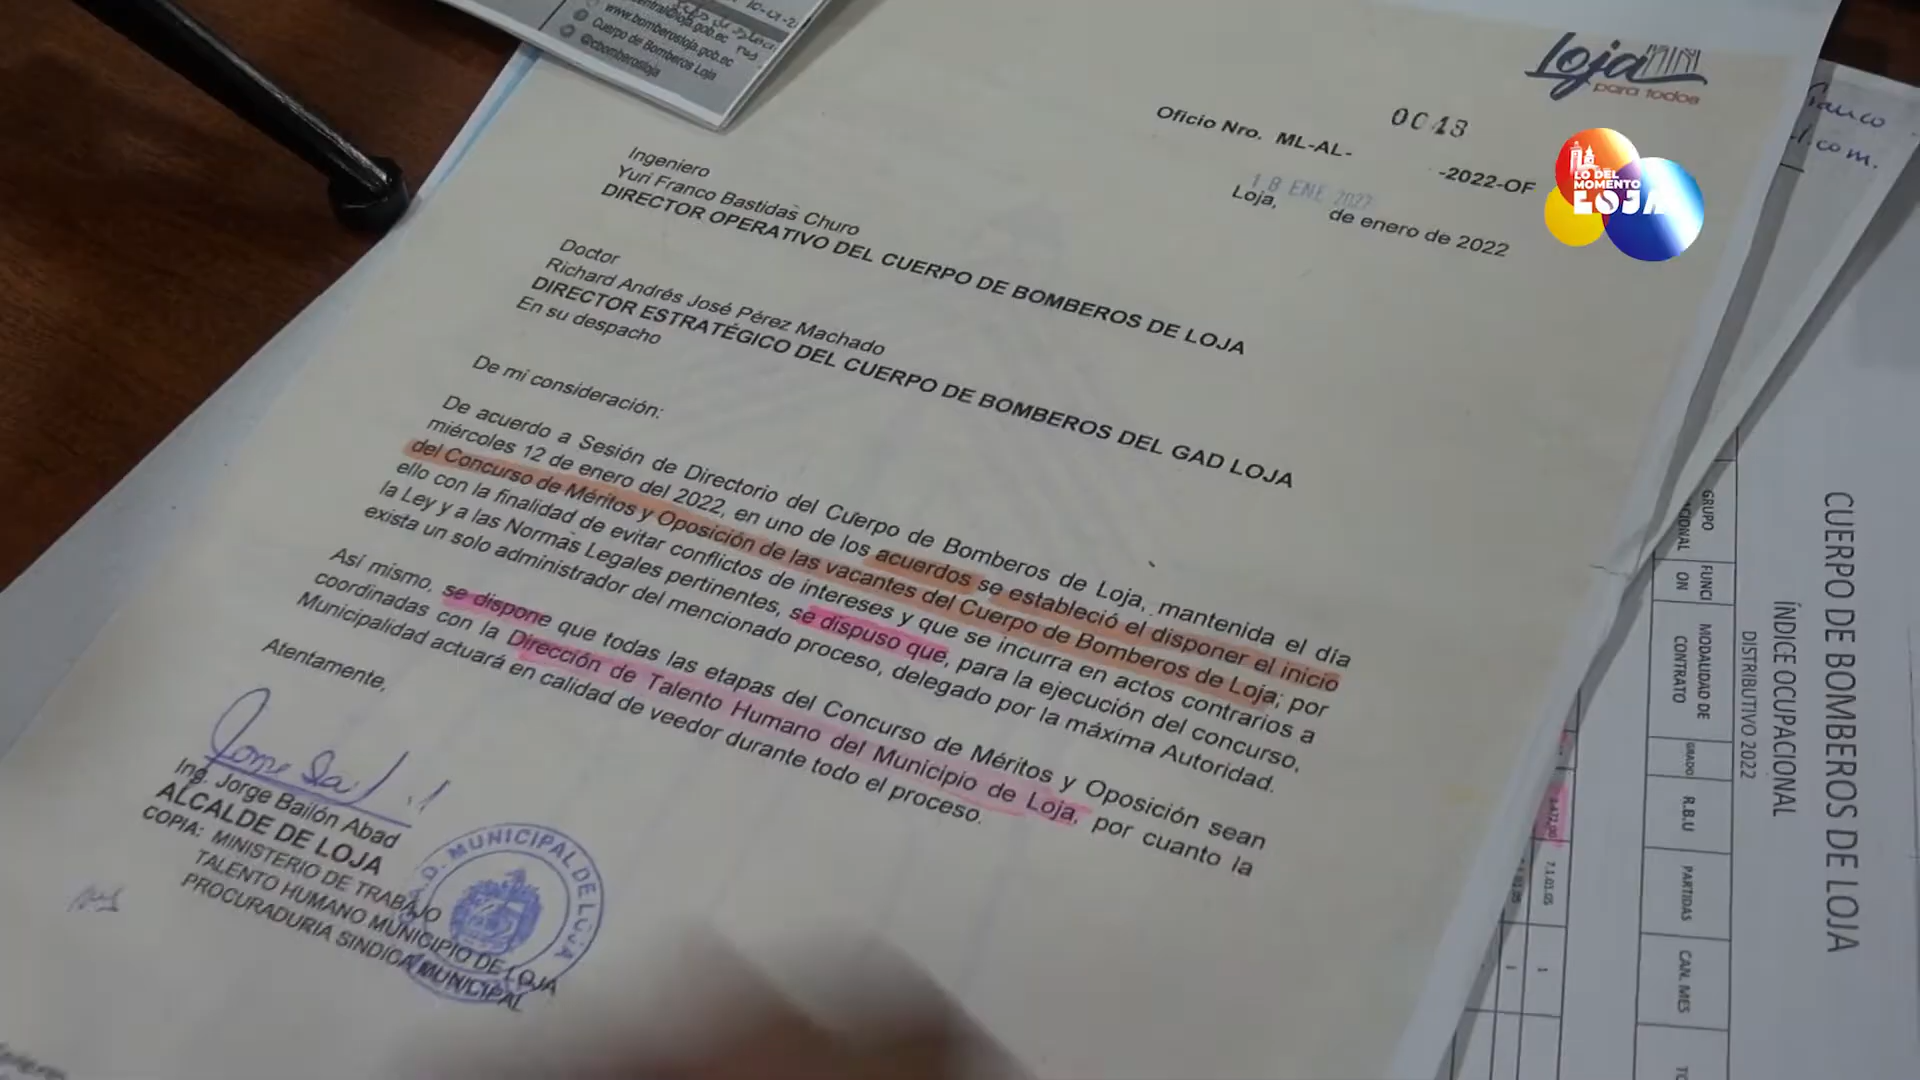 www.bomberosloja.gob.ec
Cuerpo de Bomberos Loja
@cbomberosloja
Loja
para todos
Oficio Nro. ML-AL- 0013 -2022-OF
18 ENE 2022
Loja, de enero de 2022
LO DEL
MOMENTO
LOJA
Ingeniero
Yuri Franco Bastidas Churo
DIRECTOR OPERATIVO DEL CUERPO DE BOMBEROS DE LOJA
Doctor
Richard Andrés José Pérez Machado
DIRECTOR ESTRATÉGICO DEL CUERPO DE BOMBEROS DEL GAD LOJA
En su despacho
De mi consideración:
De acuerdo a Sesión de Directorio del Cuerpo de Bomberos de Loja, mantenida el día
miércoles 12 de enero del 2022, en uno de los acuerdos se estableció el disponer el inicio
del Concurso de Méritos y Oposición de las vacantes del Cuerpo de Bomberos de Loja; por
ello con la finalidad de evitar conflictos de intereses y que se incurra en actos contrarios a
la Ley y a las Normas Legales pertinentes, se dispuso que, para la ejecución del concurso,
exista un solo administrador del mencionado proceso, delegado por la máxima Autoridad.
Así mismo, se dispone que todas las etapas del Concurso de Méritos y Oposición sean
coordinadas con la Dirección de Talento Humano del Municipio de Loja, por cuanto la
Municipalidad actuará en calidad de veedor durante todo el proceso.
Atentamente,
Ing. Jorge Bailón Abad
ALCALDE DE LOJA
COPIA: MINISTERIO DE TRABAJO
TALENTO HUMANO MUNICIPIO DE LOJA
PROCURADURIA SINDICA MUNICIPAL
MUNICIPAL DE LOJA
CUERPO DE BOMBEROS DE LOJA
ÍNDICE OCUPACIONAL
DISTRIBUTIVO 2022
GRUPO
FUNCI
ON
MODALIDAD DE
CONTRATO
GRADO
R.B.U
PARTIDAS
CAN. MES
7.1.01.05
1
1